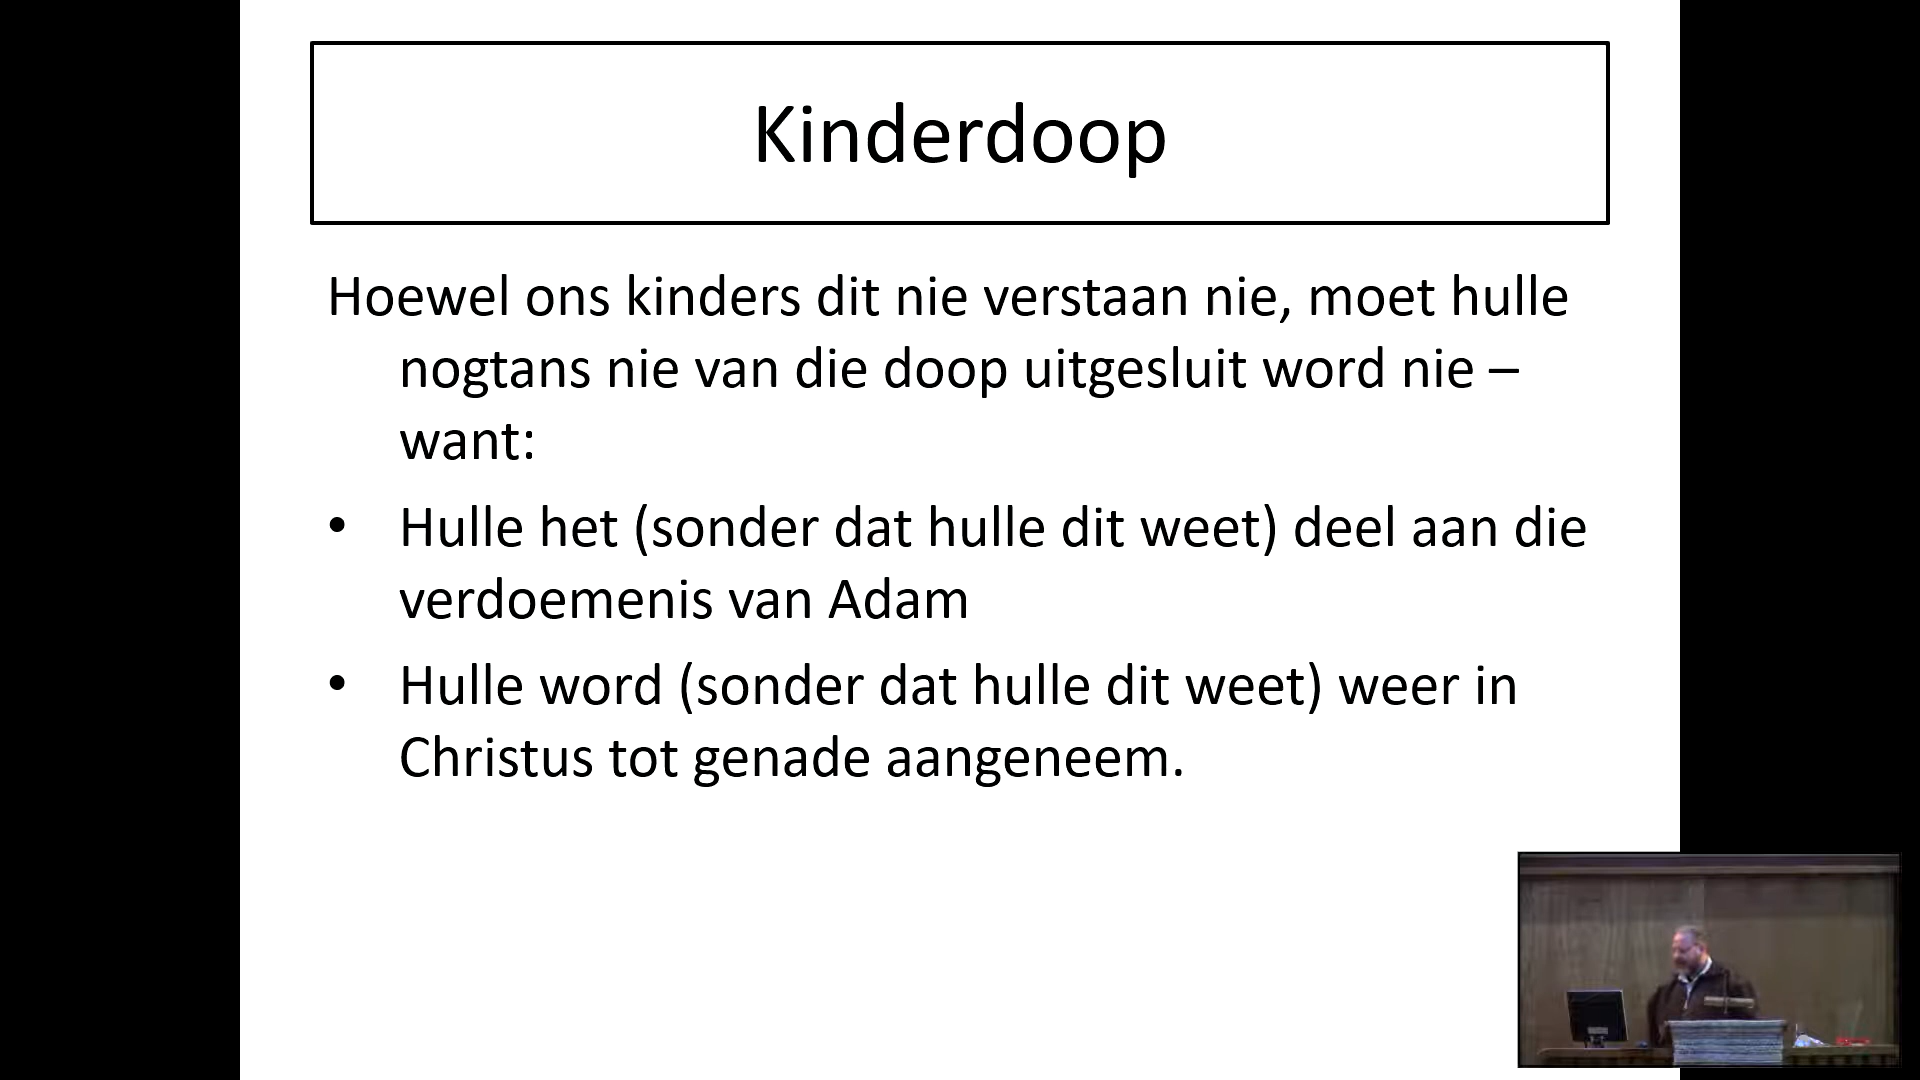 Kinderdoop
Hoewel ons kinders dit nie verstaan nie, moet hulle
nogtans nie van die doop uitgesluit word nie –
want:
• Hulle het (sonder dat hulle dit weet) deel aan die
verdoemenis van Adam
• Hulle word (sonder dat hulle dit weet) weer in
Christus tot genade aangeneem.